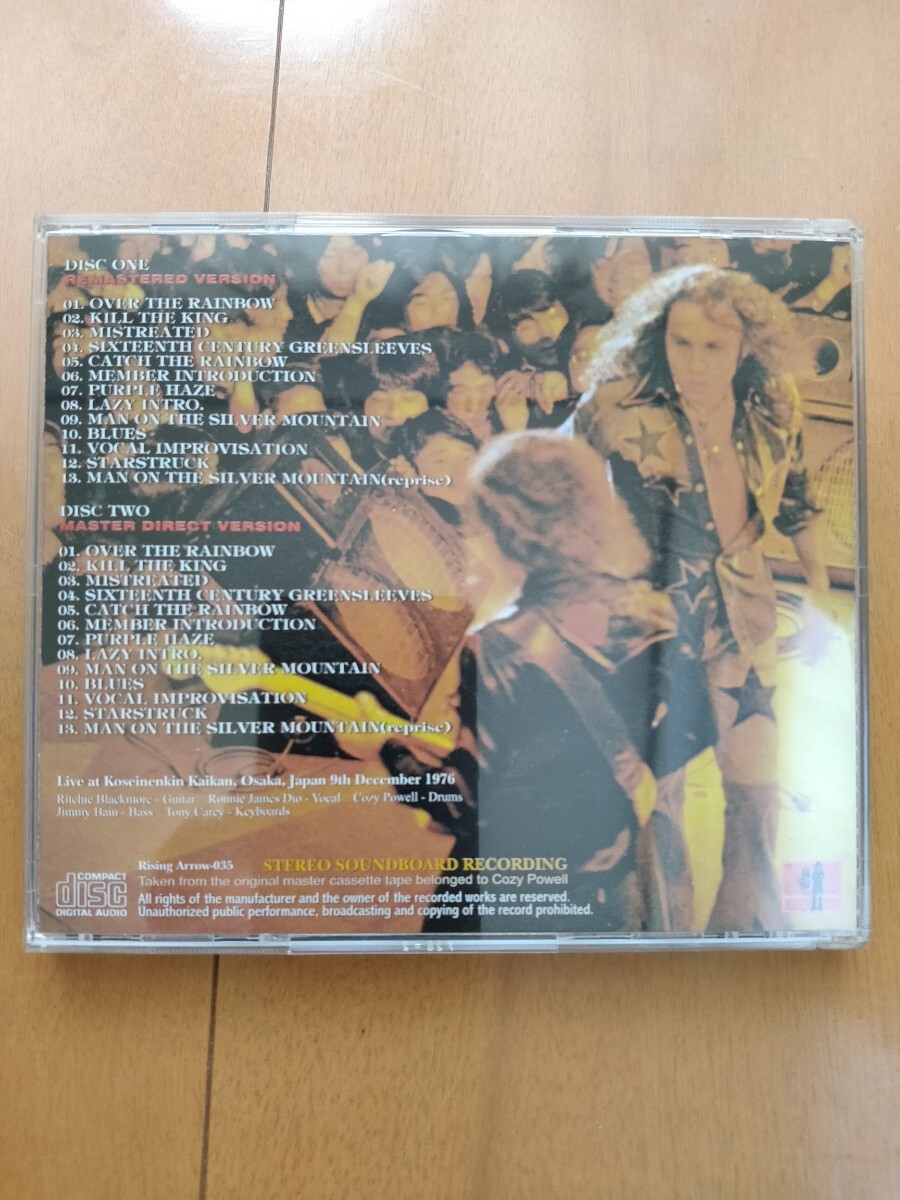 DISC ONE
REMASTERED VERSION
01. OVER THE RAINBOW
02. KILL THE KING
03. MISTREATED
04. SIXTEENTH CENTURY GREENSLEEVES
05. CATCH THE RAINBOW
06. MEMBER INTRODUCTION
07. PURPLE HAZE
08. LAZY INTRO.
09. MAN ON THE SILVER MOUNTAIN
10. BLUES
11. VOCAL IMPROVISATION
12. STARSTRUCK
13. MAN ON THE SILVER MOUNTAIN(reprise)
DISC TWO
MASTER DIRECT VERSION
01. OVER THE RAINBOW
02. KILL THE KING
03. MISTREATED
04. SIXTEENTH CENTURY GREENSLEEVES
05. CATCH THE RAINBOW
06. MEMBER INTRODUCTION
07. PURPLE HAZE
08. LAZY INTRO.
09. MAN ON THE SILVER MOUNTAIN
10. BLUES
11. VOCAL IMPROVISATION
12. STARSTRUCK
13. MAN ON THE SILVER MOUNTAIN(reprise)
Live at Koseinenkin Kaikan, Osaka, Japan 9th December 1976
Ritchie Blackmore - Guitar Ronnie James Dio - Vocal Cozy Powell - Drums
Jimmy Bain - Bass Tony Carey - Keyboards
Rising Arrow-035 STEREO SOUNDBOARD RECORDING
Taken from the original master cassette tape belonged to Cozy Powell
COMPACT
disc
DIGITAL AUDIO
All rights of the manufacturer and the owner of the recorded works are reserved.
Unauthorized public performance, broadcasting and copying of the record prohibited.